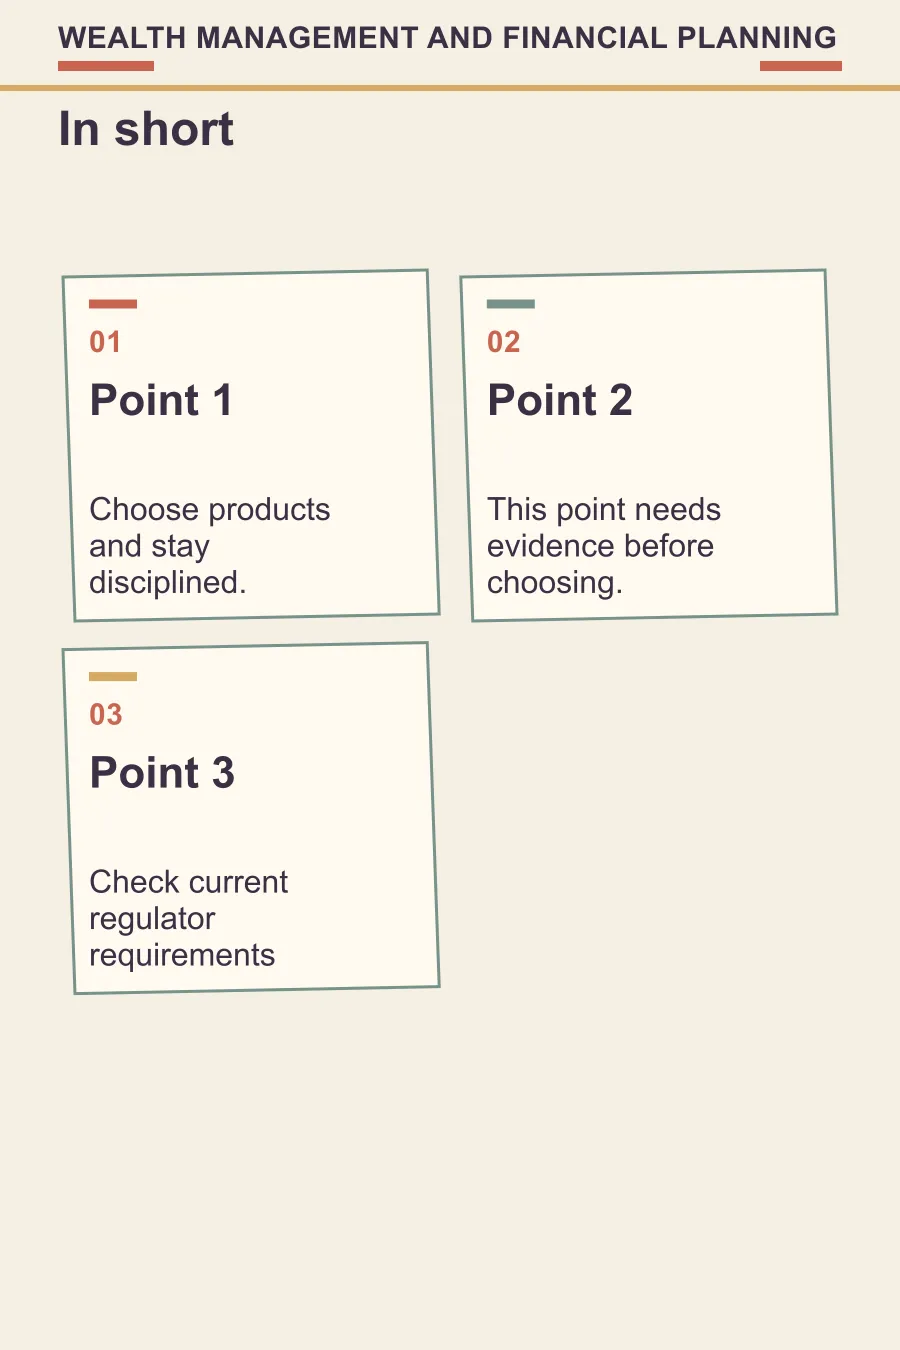 WEALTH MANAGEMENT AND FINANCIAL PLANNING
In short
01
Point 1
Choose products
and stay
disciplined.
02
Point 2
This point needs
evidence before
choosing.
03
Point 3
Check current
regulator
requirements